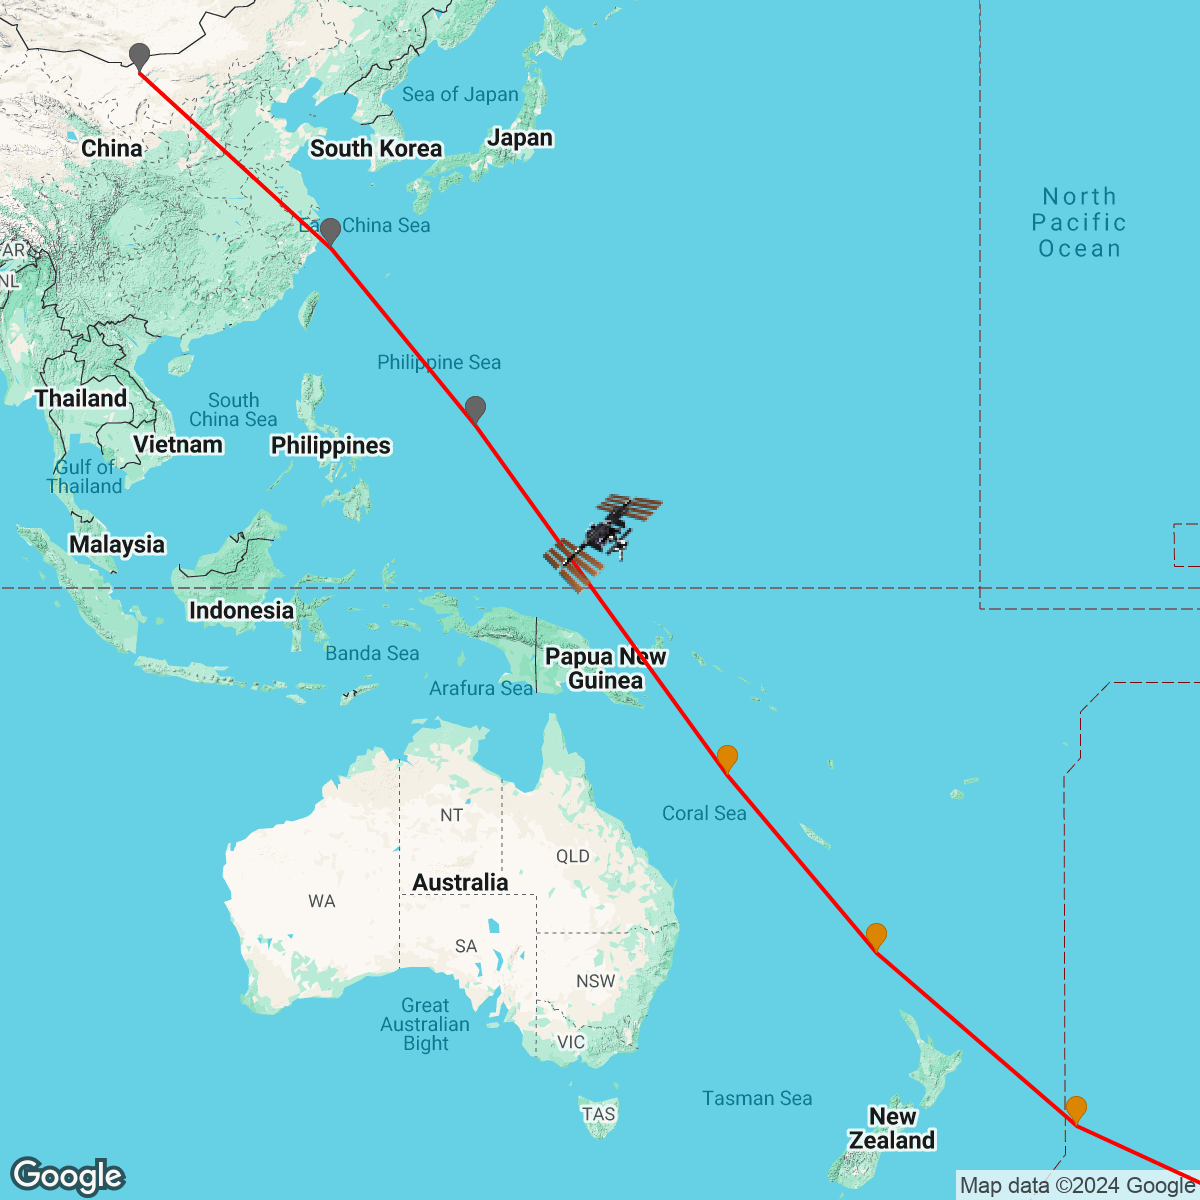 Sea of Japan
Japan
China
South Korea
North
Pacific
Ocean
East China Sea
AR
NL
Philippine Sea
Thailand
South
China Sea
Vietnam
Philippines
Gulf of
Thailand
Malaysia
Indonesia
Banda Sea
Papua New
Guinea
Arafura Sea
Coral Sea
NT
QLD
Australia
WA
SA
NSW
Great
Australian
Bight
VIC
Tasman Sea
TAS
New
Zealand
Google
Map data ©2024 Google